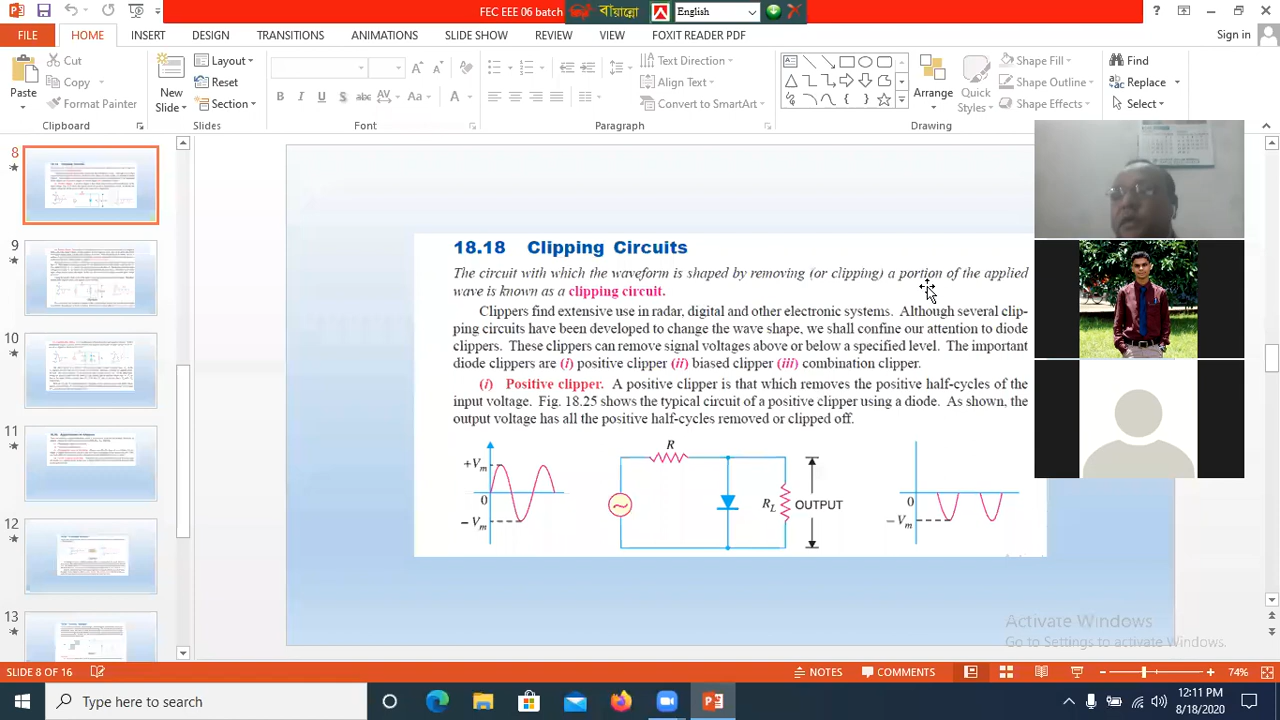 FEC EEE 06 batch
বায়ান্নো
English
FILE
HOME
INSERT
DESIGN
TRANSITIONS
ANIMATIONS
SLIDE SHOW
REVIEW
VIEW
FOXIT READER PDF
Sign in
Paste
Cut
Copy
Format Painter
Clipboard
New
Slide
Layout
Reset
Section
Slides
B I U S abc AV Aa A
Font
Text Direction
Align Text
Convert to SmartArt
Paragraph
Arrange
Quick
Styles
Shape Fill
Shape Outline
Shape Effects
Drawing
Find
Replace
Select
Editing
8
9
10
11
12
13
18.18 Clipping Circuits
The circuit with which the waveform is shaped by removing (or clipping) a portion of the applied
wave is known as a clipping circuit.
Clippers find extensive use in radar, digital and other electronic systems. Although several clip-
ping circuits have been developed to change the wave shape, we shall confine our attention to diode
clippers. These clippers can remove signal voltages above or below a specified level. The important
diode clippers are (i) positive clipper (ii) biased clipper (iii) combination clipper.
(i) Positive clipper. A positive clipper is that which removes the positive half-cycles of the
input voltage. Fig. 18.25 shows the typical circuit of a positive clipper using a diode. As shown, the
output voltage has all the positive half-cycles removed or clipped off.
+Vm
0
− Vm
R
RL
OUTPUT
0
− Vm
Activate Windows
Go to Settings to activate Windows.
SLIDE 8 OF 16
NOTES
COMMENTS
74%
Type here to search
12:11 PM
8/18/2020